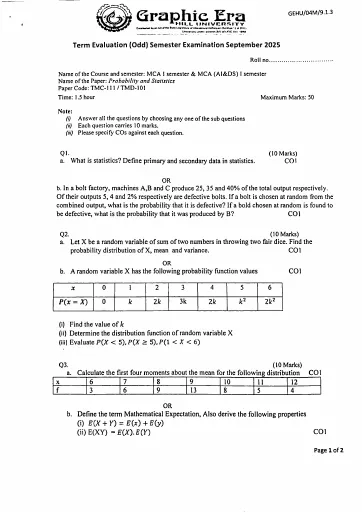 GEHU/04M/9.1.3
Graphic Era
HILL UNIVERSITY
Term Evaluation (Odd) Semester Examination September 2025
Roll no..............................
Name of the Course and semester: MCA I semester & MCA (AI&DS) I semester
Name of the Paper: Probability and Statistics
Paper Code: TMC-111 / TMD-101
Time: 1.5 hour Maximum Marks: 50
Note:
(i) Answer all the questions by choosing any one of the sub questions
(ii) Each question carries 10 marks.
(iii) Please specify COs against each question.
Q1. (10 Marks)
a. What is statistics? Define primary and secondary data in statistics. CO1
OR
b. In a bolt factory, machines A,B and C produce 25, 35 and 40% of the total output respectively.
Of their outputs 5, 4 and 2% respectively are defective bolts. If a bolt is chosen at random from the
combined output, what is the probability that it is defective? If a bold chosen at random is found to
be defective, what is the probability that it was produced by B? CO1
Q2. (10 Marks)
a. Let X be a random variable of sum of two numbers in throwing two fair dice. Find the
probability distribution of X, mean and variance. CO1
OR
b. A random variable X has the following probability function values CO1
x 0 1 2 3 4 5 6
P(x = X) 0 k 2k 3k 2k k² 2k²
(i) Find the value of k
(ii) Determine the distribution function of random variable X
(iii) Evaluate P(X < 5), P(X ≥ 5), P(1 < X < 6)
Q3. (10 Marks)
a. Calculate the first four moments about the mean for the following distribution CO1
x 6 7 8 9 10 11 12
f 3 6 9 13 8 5 4
OR
b. Define the term Mathematical Expectation, Also derive the following properties
(i) E(X + Y) = E(x) + E(y)
(ii) E(XY) = E(X).E(Y) CO1
Page 1 of 2